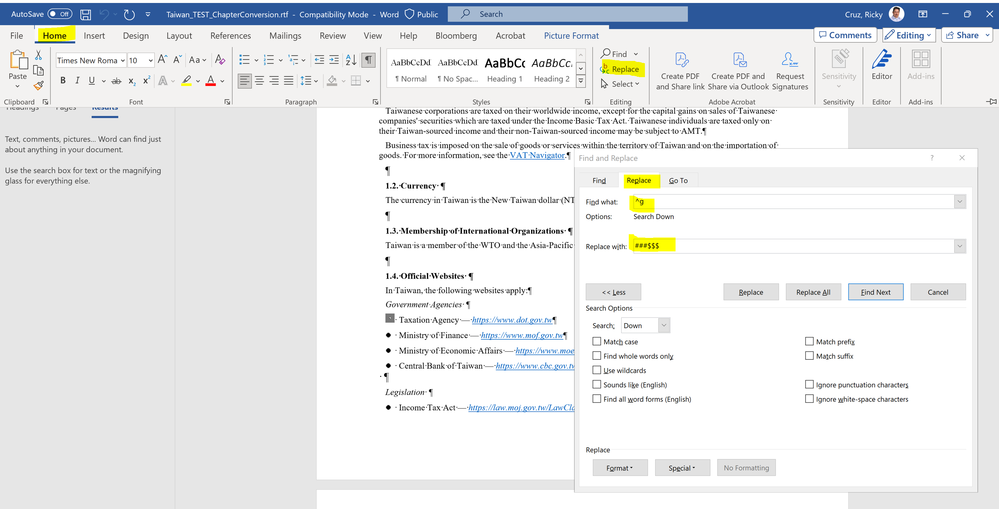 AutoSave Off Taiwan_TEST_ChapterConversion.rtf - Compatibility Mode - Word Public Search Cruz, Ricky
File Home Insert Design Layout References Mailings Review View Help Bloomberg Acrobat Picture Format Comments Editing Share
Paste
Clipboard
Times New Roma 10 Aa
B I U ab x₂ x² A A
Font
Paragraph
AaBbCcDd AaBbCcDd AaBbCc AaBbCc
¶ Normal ¶ No Spac... Heading 1 Heading 2
Styles
Find
Replace
Select
Editing
Create PDF and Share link
Create PDF and Share via Outlook
Request Signatures
Adobe Acrobat
Sensitivity
Sensitivity
Editor
Editor
Add-ins
Add-ins
Headings Pages Results
Text, comments, pictures... Word can find just
about anything in your document.
Use the search box for text or the magnifying
glass for everything else.
Taiwanese·corporations·are·taxed·on·their·worldwide·income,·except·for·the·capital·gains·on·sales·of·Taiwanese·
companies'·securities·which·are·taxed·under·the·Income·Basic·Tax·Act.·Taiwanese·individuals·are·taxed·only·on·
their·Taiwan-sourced·income·and·their·non-Taiwan-sourced·income·may·be·subject·to·AMT.¶
Business·tax·is·imposed·on·the·sale·of·goods·or·services·within·the·territory·of·Taiwan·and·on·the·importation·of·
goods.·For·more·information,·see·the·VAT·Navigator.¶
¶
1.2.·Currency·¶
The·currency·in·Taiwan·is·the·New·Taiwan·dollar·(NT
¶
1.3.·Membership·of·International·Organizations·¶
Taiwan·is·a·member·of·the·WTO·and·the·Asia-Pacific
¶
1.4.·Official·Websites·¶
In·Taiwan,·the·following·websites·apply:¶
Government·Agencies·¶
· Taxation·Agency·—·https://www.dot.gov.tw¶
● · Ministry·of·Finance·—·https://www.mof.gov.tw¶
● · Ministry·of·Economic·Affairs·—·https://www.moe
● · Central·Bank·of·Taiwan·—·https://www.cbc.gov.tw
·¶
Legislation·¶
● · Income·Tax·Act·—·https://law.moj.gov.tw/LawCla
Find and Replace ?
Find Replace Go To
Find what: ^g
Options: Search Down
Replace with: ###$$$
<< Less Replace Replace All Find Next Cancel
Search Options
Search: Down
Match case Match prefix
Find whole words only Match suffix
Use wildcards
Sounds like (English) Ignore punctuation characters
Find all word forms (English) Ignore white-space characters
Replace
Format Special No Formatting